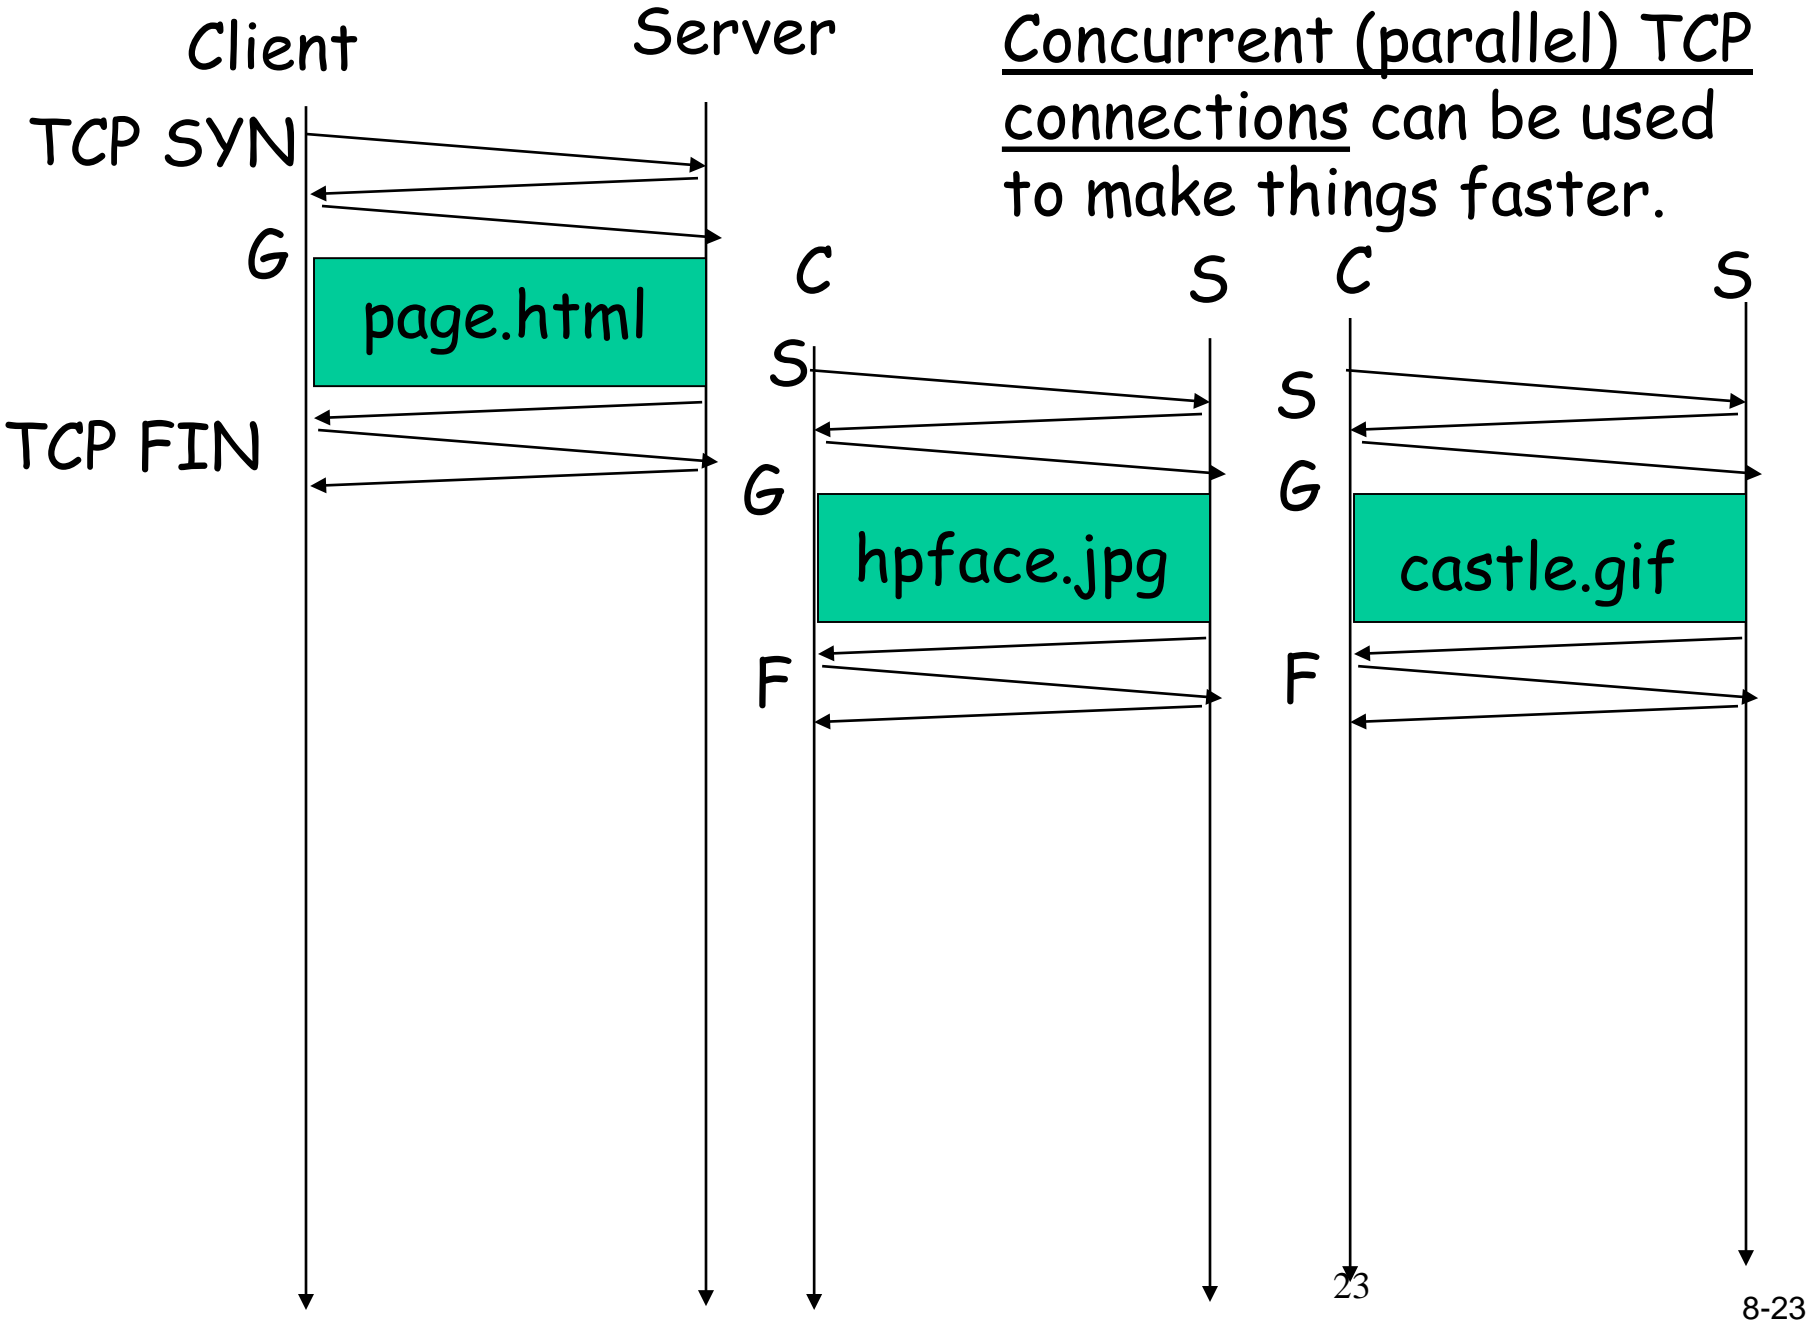 Client
Server
Concurrent (parallel) TCP
connections can be used
to make things faster.
TCP SYN
G
page.html
TCP FIN
C
S
S
G
hpface.jpg
F
C
S
S
G
castle.gif
F
23
8-23